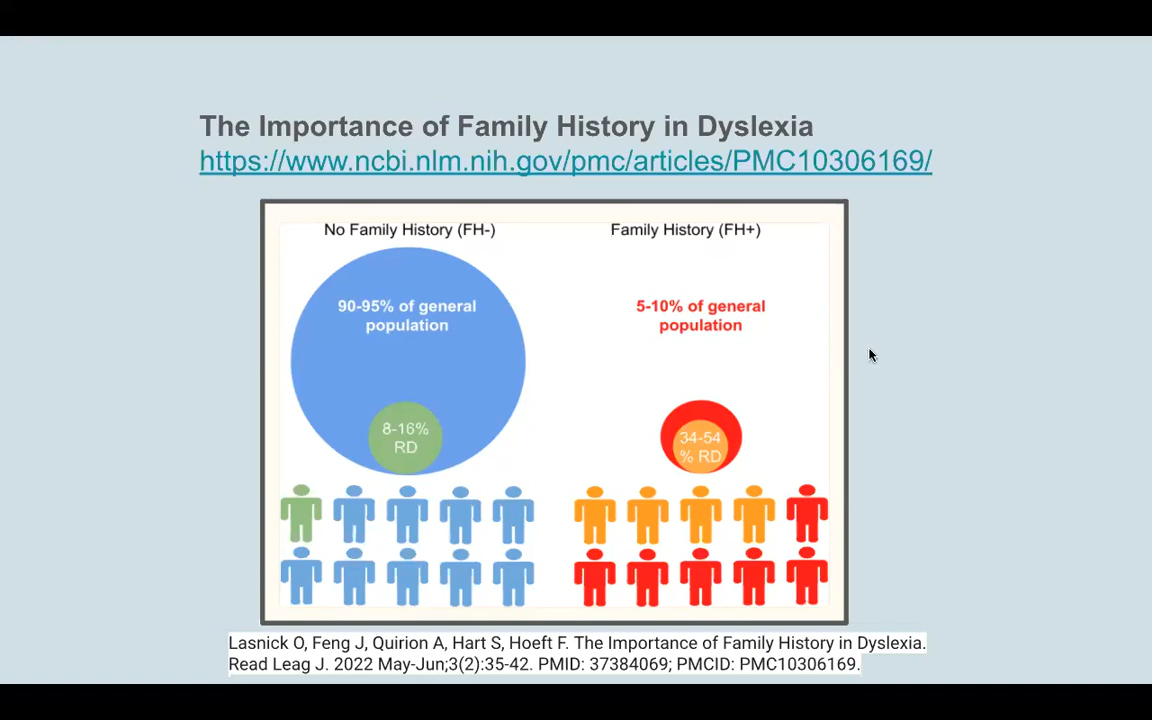 The Importance of Family History in Dyslexia
https://www.ncbi.nlm.nih.gov/pmc/articles/PMC10306169/
No Family History (FH-)
90-95% of general
population
8-16%
RD
Family History (FH+)
5-10% of general
population
34-54
% RD
Lasnick O, Feng J, Quirion A, Hart S, Hoeft F. The Importance of Family History in Dyslexia.
Read Leag J. 2022 May-Jun;3(2):35-42. PMID: 37384069; PMCID: PMC10306169.